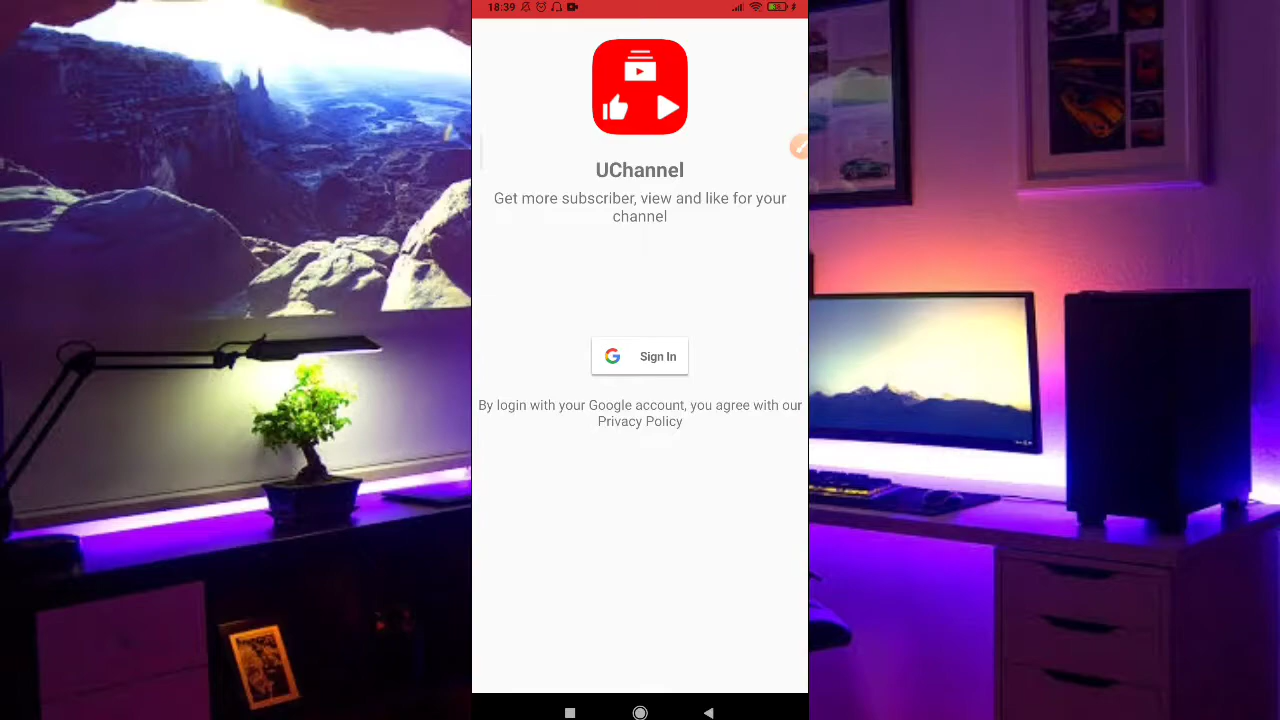 18:39
UChannel
Get more subscriber, view and like for your
channel
Sign In
By login with your Google account, you agree with our
Privacy Policy